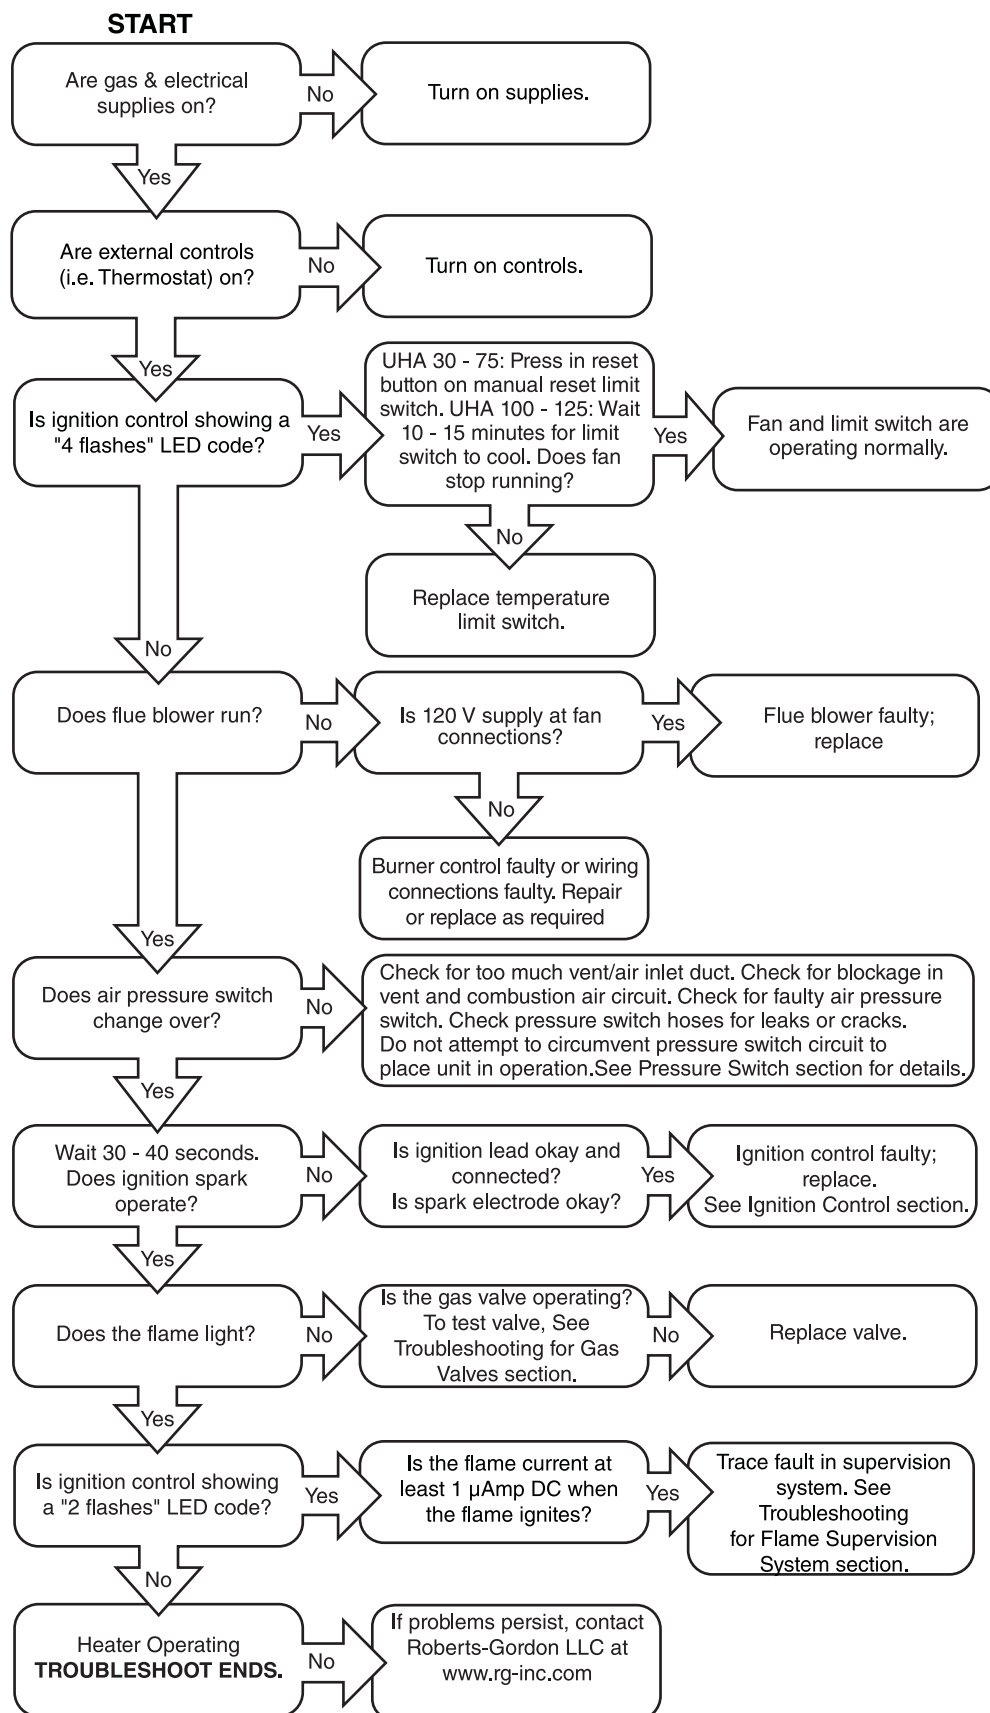 START
Are gas & electrical
supplies on?
No
Turn on supplies.
Yes
Are external controls
(i.e. Thermostat) on?
No
Turn on controls.
Yes
Is ignition control showing a
"4 flashes" LED code?
Yes
UHA 30 - 75: Press in reset
button on manual reset limit
switch. UHA 100 - 125: Wait
10 - 15 minutes for limit
switch to cool. Does fan
stop running?
Yes
Fan and limit switch are
operating normally.
No
Replace temperature
limit switch.
No
Does flue blower run?
No
Is 120 V supply at fan
connections?
Yes
Flue blower faulty;
replace
No
Burner control faulty or wiring
connections faulty. Repair
or replace as required
Yes
Does air pressure switch
change over?
No
Check for too much vent/air inlet duct. Check for blockage in
vent and combustion air circuit. Check for faulty air pressure
switch. Check pressure switch hoses for leaks or cracks.
Do not attempt to circumvent pressure switch circuit to
place unit in operation.See Pressure Switch section for details.
Yes
Wait 30 - 40 seconds.
Does ignition spark
operate?
No
Is ignition lead okay and
connected?
Is spark electrode okay?
Yes
Ignition control faulty;
replace.
See Ignition Control section.
Yes
Does the flame light?
No
Is the gas valve operating?
To test valve, See
Troubleshooting for Gas
Valves section.
No
Replace valve.
Yes
Is ignition control showing
a "2 flashes" LED code?
Yes
Is the flame current at
least 1 µAmp DC when
the flame ignites?
Yes
Trace fault in supervision
system. See
Troubleshooting
for Flame Supervision
System section.
No
Heater Operating
TROUBLESHOOT ENDS.
No
If problems persist, contact
Roberts-Gordon LLC at
www.rg-inc.com